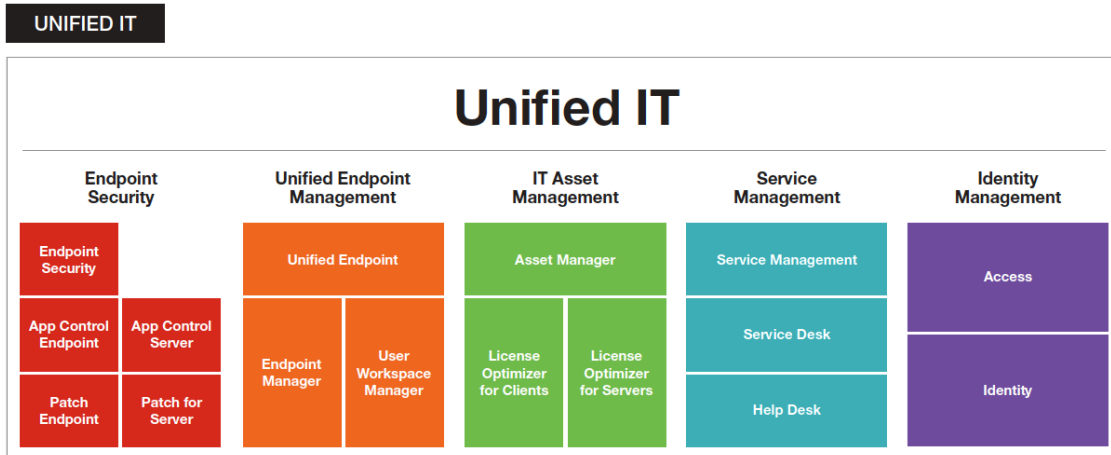 UNIFIED IT
Unified IT
Endpoint
Security
Unified Endpoint
Management
IT Asset
Management
Service
Management
Identity
Management
Endpoint
Security
App Control
Endpoint
App Control
Server
Patch
Endpoint
Patch for
Server
Unified Endpoint
Endpoint
Manager
User
Workspace
Manager
Asset Manager
License
Optimizer
for Clients
License
Optimizer
for Servers
Service Management
Service Desk
Help Desk
Access
Identity